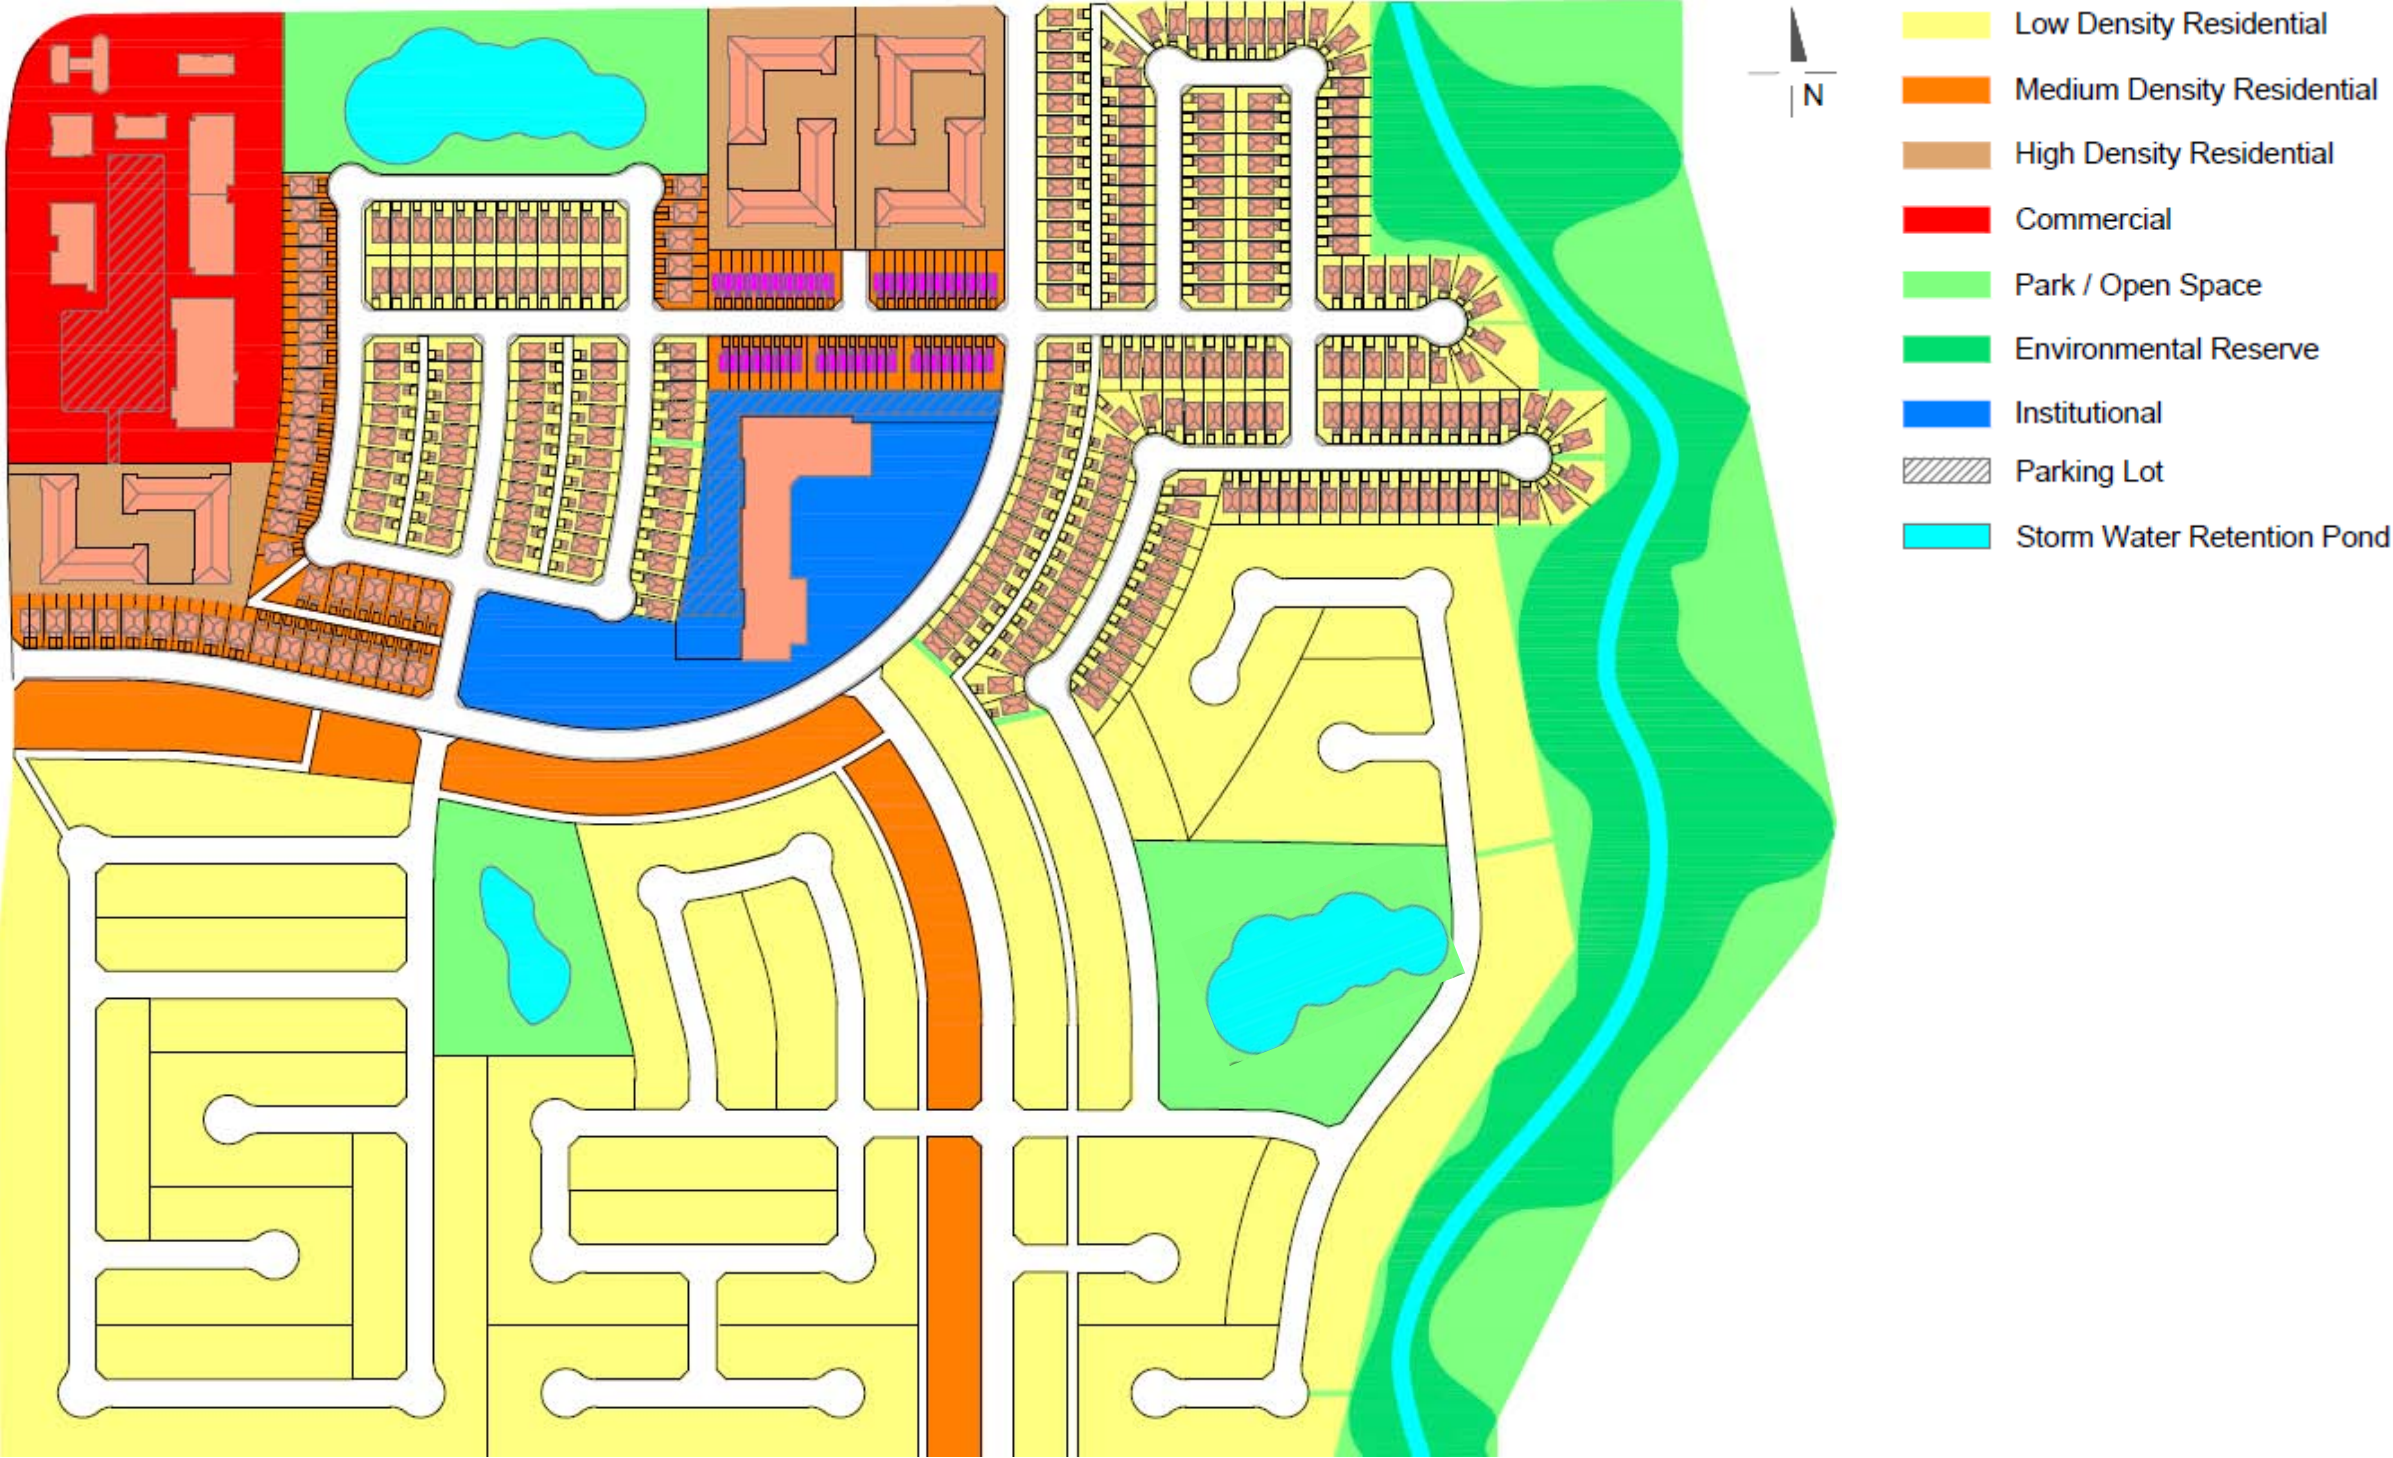 N
Low Density Residential
Medium Density Residential
High Density Residential
Commercial
Park / Open Space
Environmental Reserve
Institutional
Parking Lot
Storm Water Retention Pond